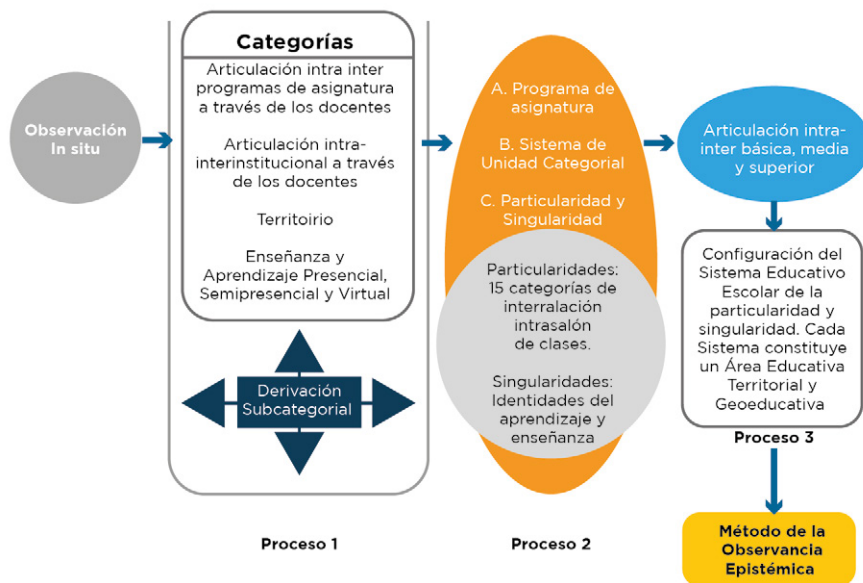 Observación
In situ
Categorías
Articulación intra inter
programas de asignatura
a través de los docentes
Articulación intra-
interinstitucional a través
de los docentes
Territoirio
Enseñanza y
Aprendizaje Presencial,
Semipresencial y Virtual
Derivación
Subcategorial
Proceso 1
A. Programa de
asignatura
B. Sistema de
Unidad Categorial
C. Particularidad y
Singularidad
Particularidades:
15 categorías de
interralación
intrasalón
de clases.
Singularidades:
Identidades del
aprendizaje y
enseñanza
Proceso 2
Articulación intra-
inter básica, media
y superior
Configuración del
Sistema Educativo
Escolar de la
particularidad y
singularidad. Cada
Sistema constituye
un Área Educativa
Territorial y
Geoeducativa
Proceso 3
Método de la
Observancia
Epistémica